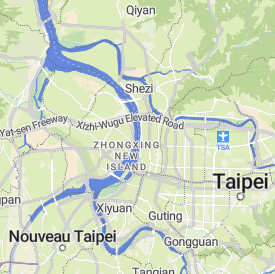 Qiyan
Shezi
Yat-sen Freeway
Xizhi-Wugu Elevated Road
ZHONGXING
NEW
ISLAND
TSA
Taipei
Xiyuan
Guting
Nouveau Taipei
Gongguan